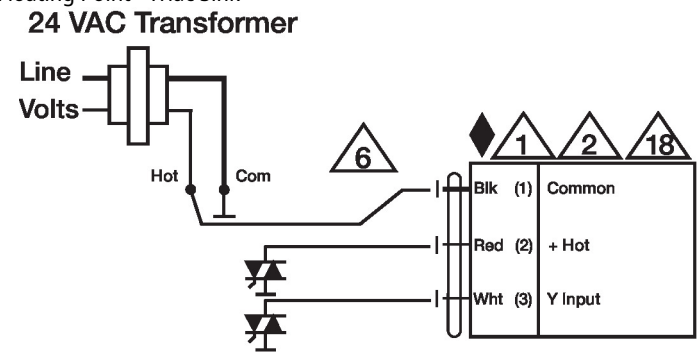 24 VAC Transformer
Line
Volts
Hot
Com
6
1
2
18
Blk (1) Common
Red (2) + Hot
Wht (3) Y Input